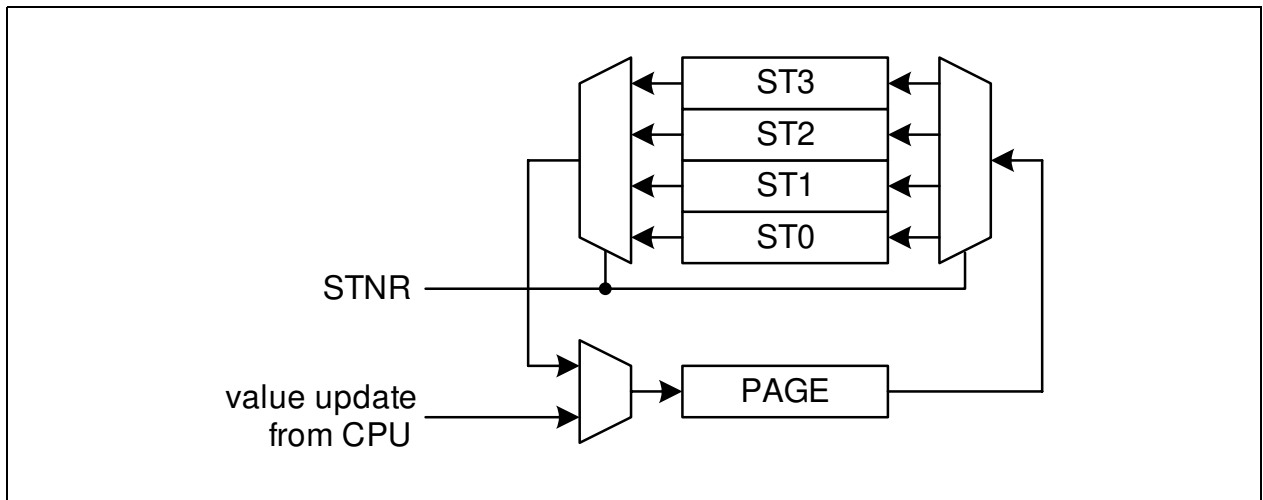 ST3
ST2
ST1
ST0
STNR
PAGE
value update
from CPU